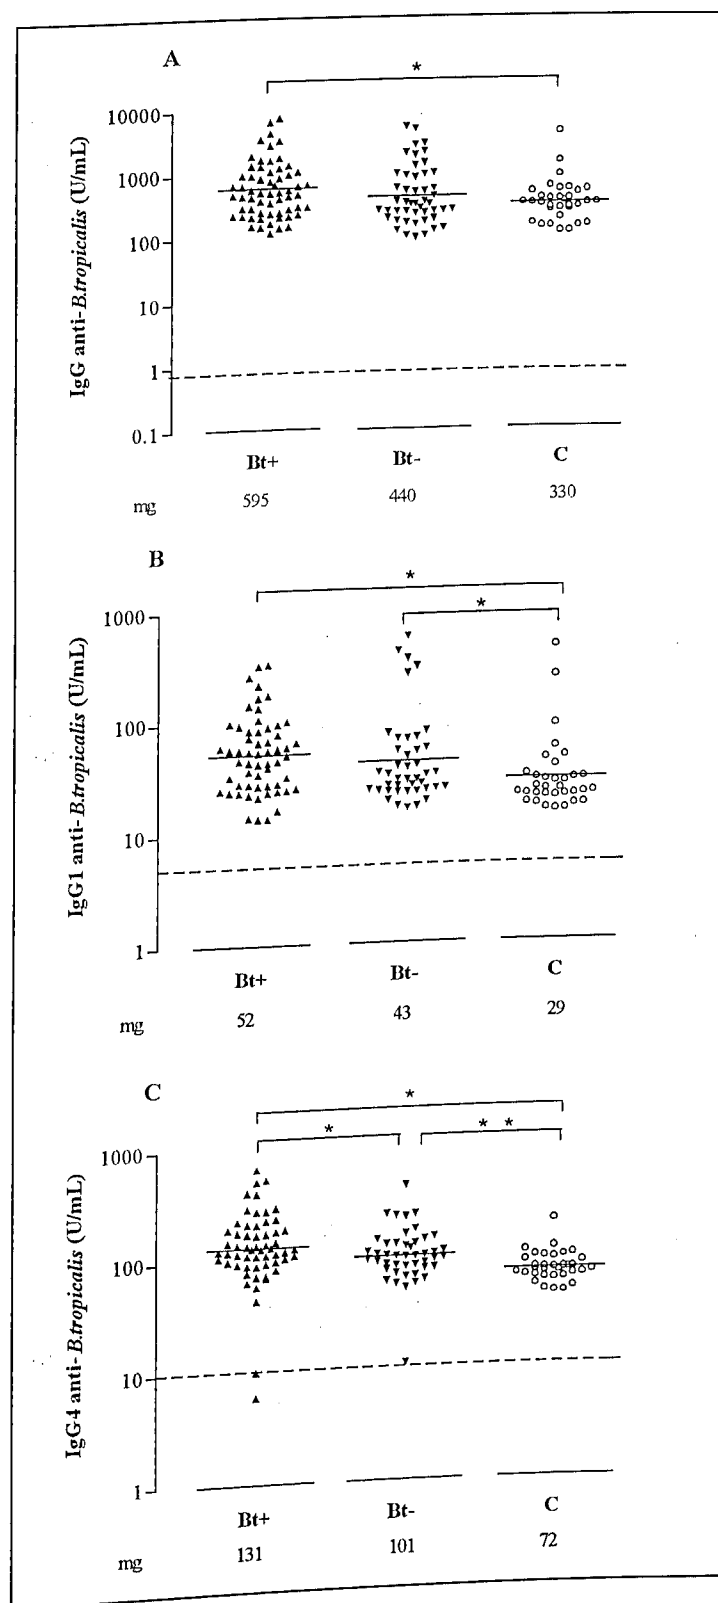 A
*
10000
1000
100
10
1
0.1
IgG anti-B.tropicalis (U/mL)
Bt+ Bt- C
mg 595 440 330
B
*
*
1000
100
10
1
IgG1 anti-B.tropicalis (U/mL)
Bt+ Bt- C
mg 52 43 29
C
*
* * *
1000
100
10
1
IgG4 anti-B.tropicalis (U/mL)
Bt+ Bt- C
mg 131 101 72